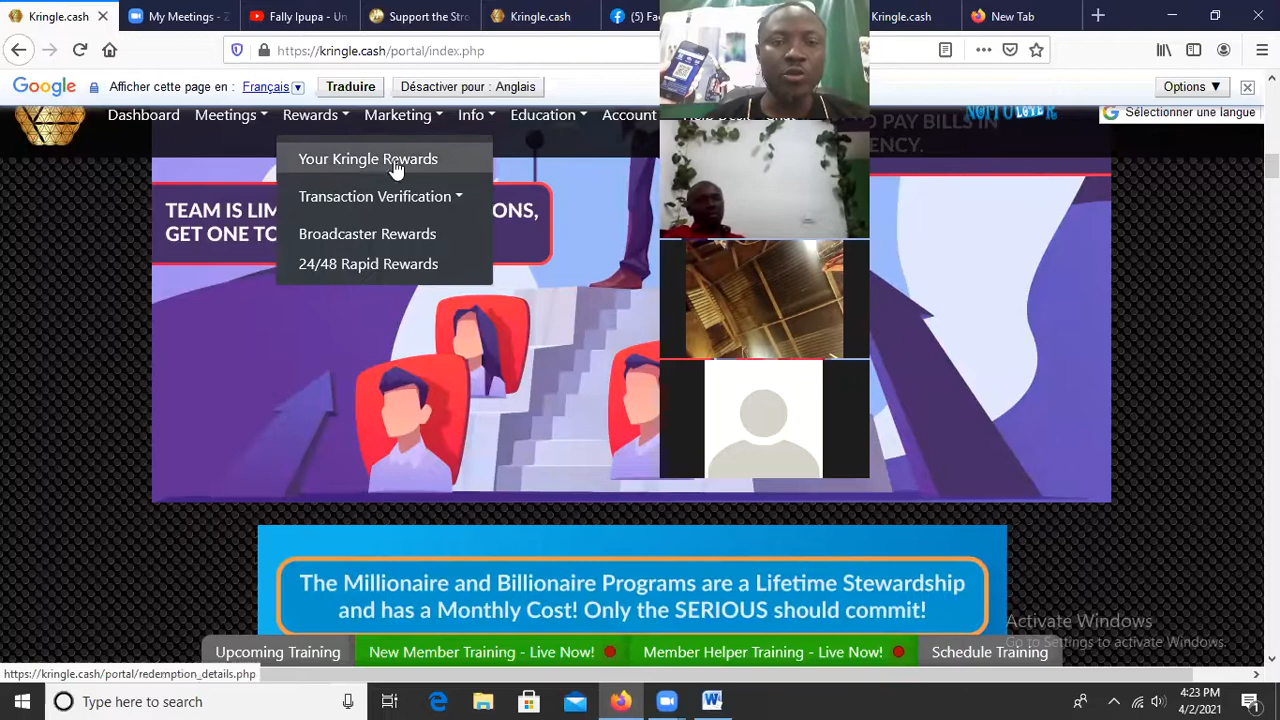 Kringle.cash
My Meetings - Z
Fally Ipupa - Un
Support the Stro
Kringle.cash
(5) Fa
Kringle.cash
New Tab
https://kringle.cash/portal/index.php
Google
Afficher cette page en :
Français
Traduire
Désactiver pour : Anglais
Options ▼
Dashboard
Meetings
Rewards
Marketing
Info
Education
Account
Sélectionner une langue
O PAY BILLS IN
ENCY.
Your Kringle Rewards
Transaction Verification
Broadcaster Rewards
24/48 Rapid Rewards
TEAM IS LIM
ONS,
GET ONE TO
The Millionaire and Billionaire Programs are a Lifetime Stewardship
and has a Monthly Cost! Only the SERIOUS should commit!
Activate Windows
Go to Settings to activate Windows.
Upcoming Training
New Member Training - Live Now!
Member Helper Training - Live Now!
Schedule Training
https://kringle.cash/portal/redemption_details.php
Type here to search
4:23 PM
4/2/2021